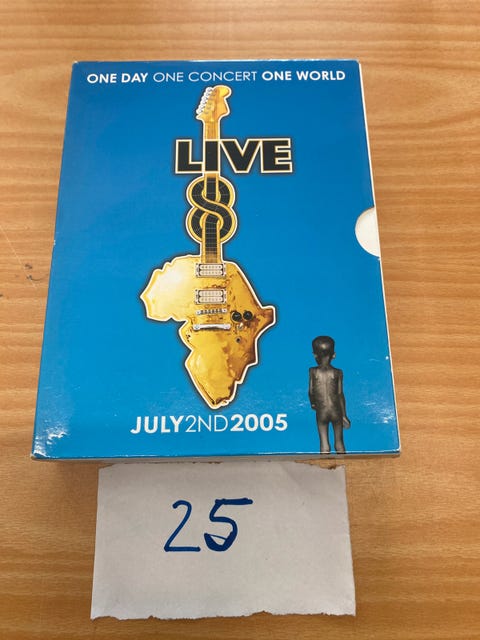 ONE DAY ONE CONCERT ONE WORLD
LIVE
8
JULY2ND2005
25